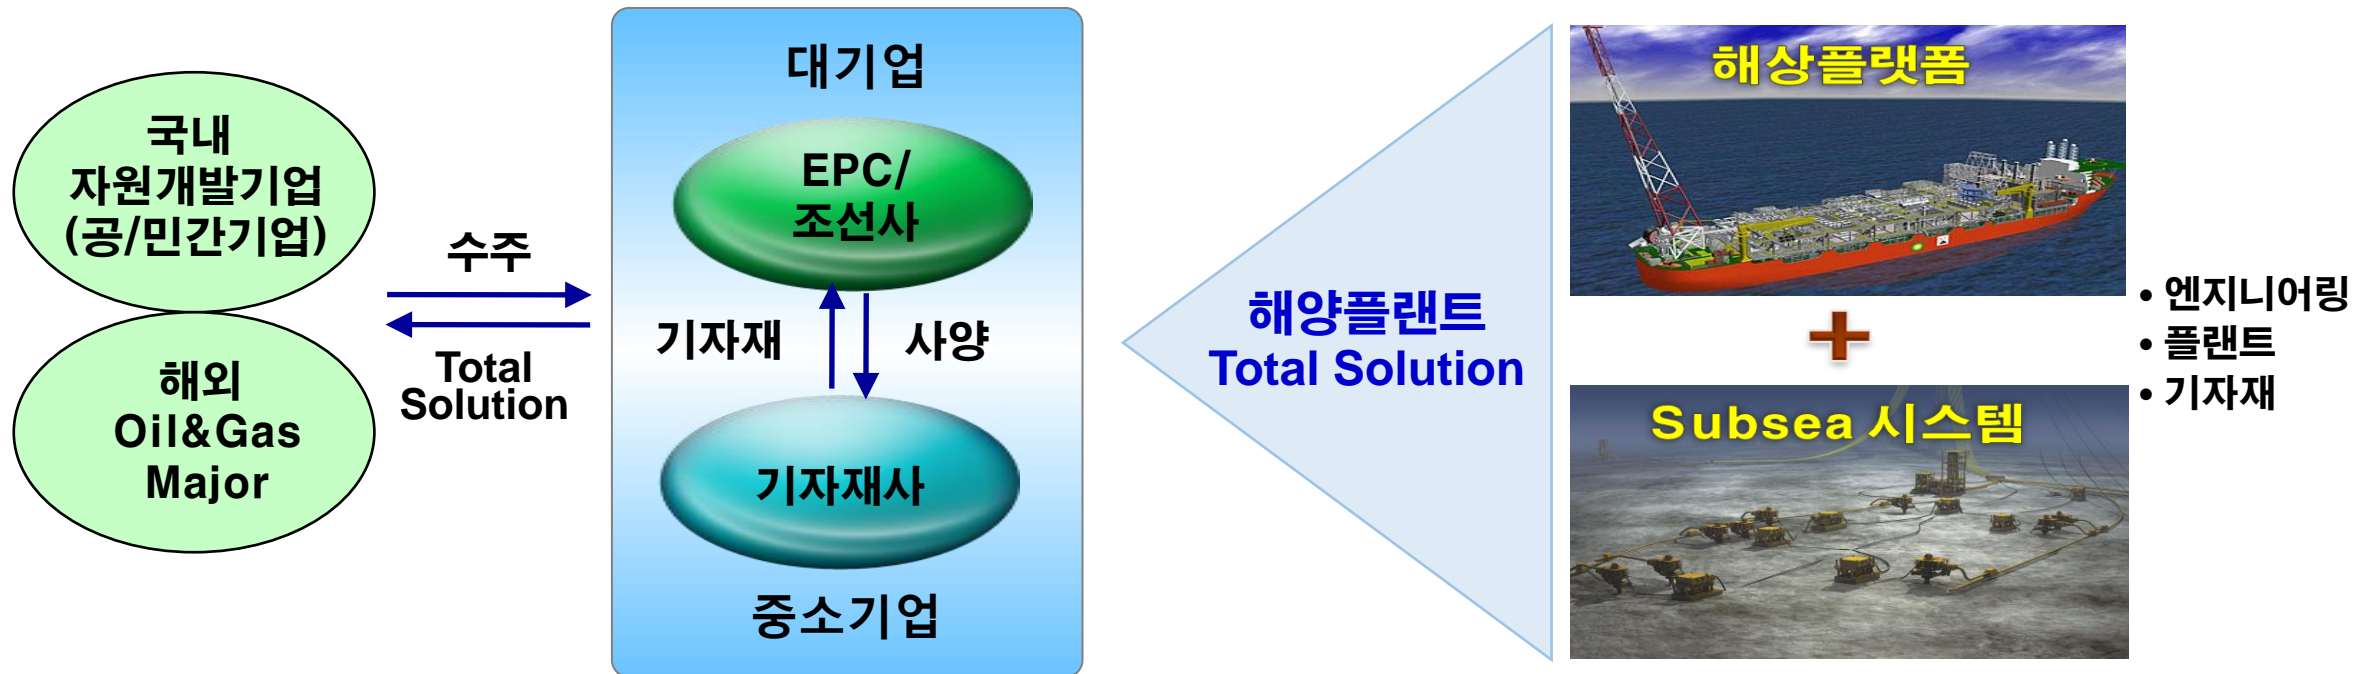 국내
자원개발기업
(공/민간기업)
해외
Oil&Gas
Major
수주
Total
Solution
대기업
EPC/
조선사
기자재
사양
기자재사
중소기업
해양플랜트
Total Solution
해상플랫폼
Subsea 시스템
• 엔지니어링
• 플랜트
• 기자재